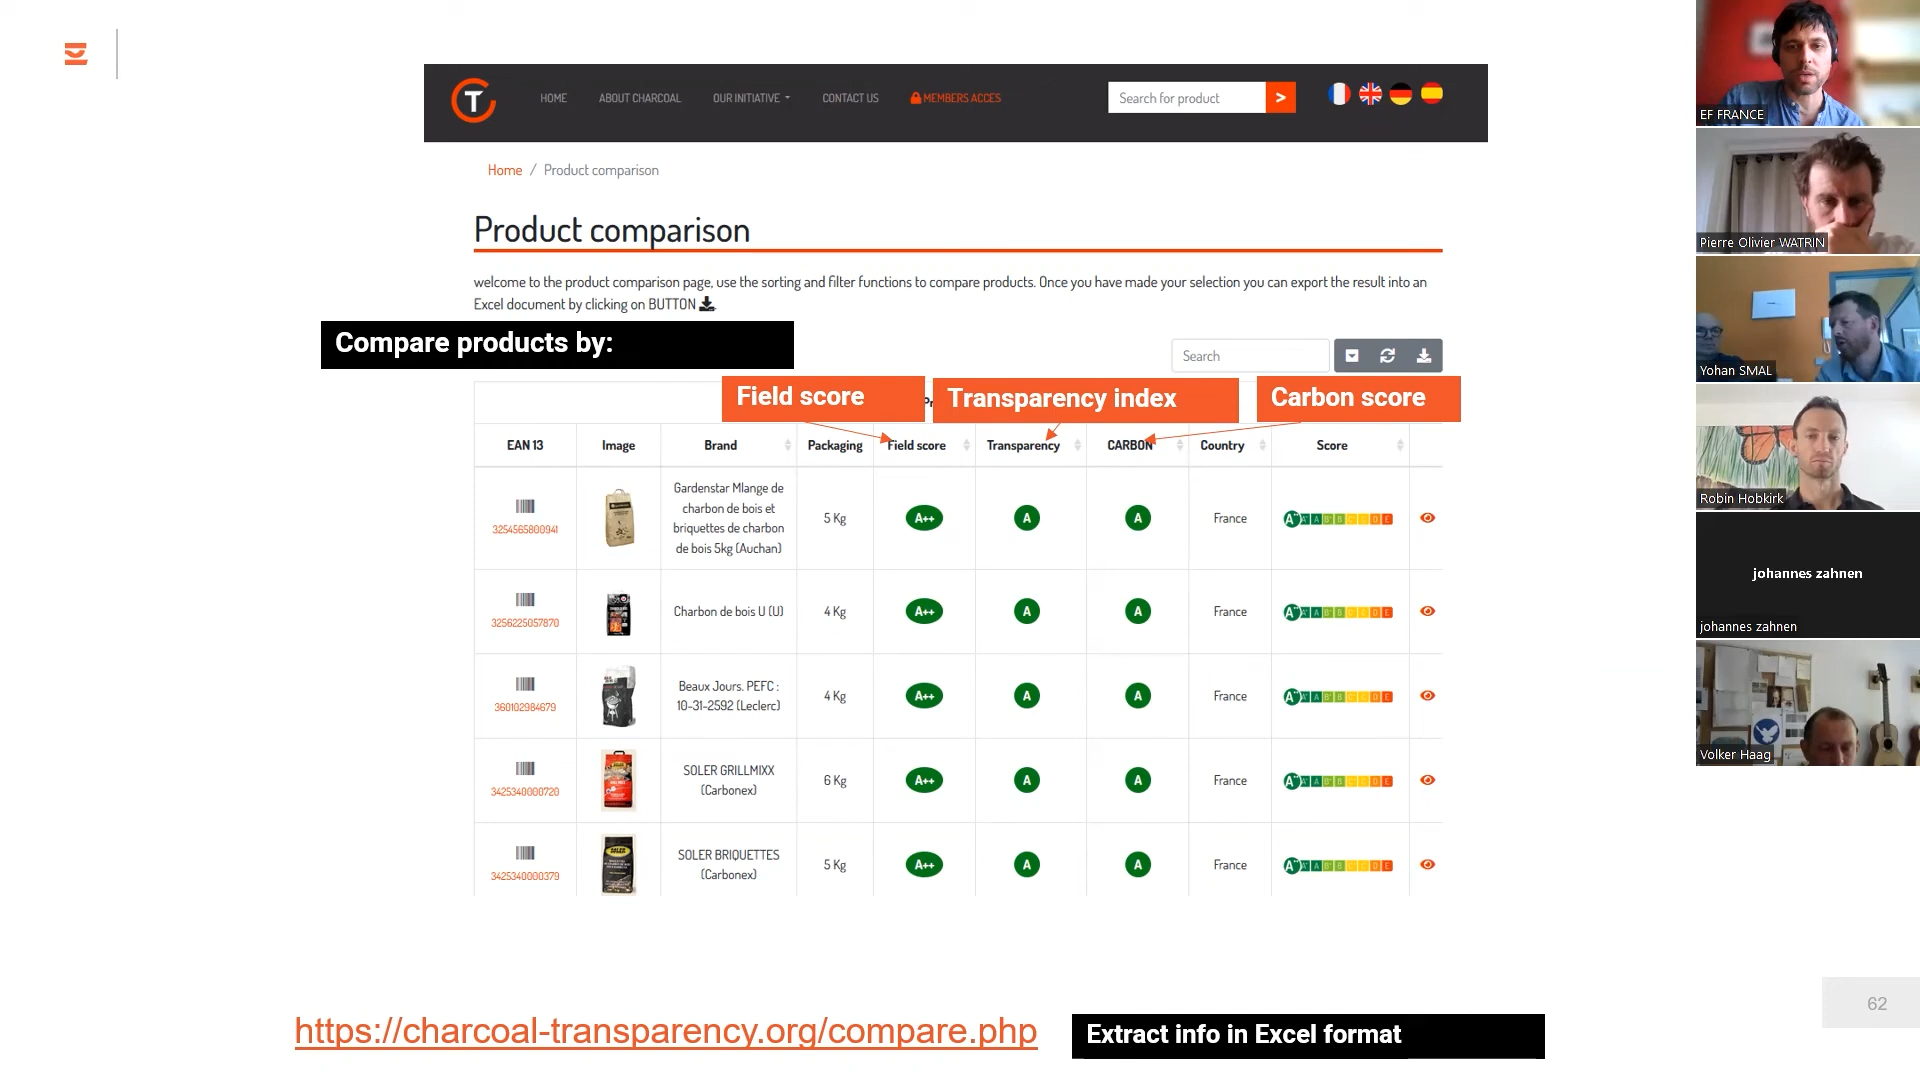 T
HOME
ABOUT CHARCOAL
OUR INITIATIVE
CONTACT US
MEMBERS ACCES
Search for product
>
Home / Product comparison
Product comparison
welcome to the product comparison page, use the sorting and filter functions to compare products. Once you have made your selection you can export the result into an
Excel document by clicking on BUTTON
Compare products by:
Search
Field score
Transparency index
Carbon score
EAN 13 Image Brand Packaging Field score Transparency CARBON Country Score
Gardenstar Mlange de
charbon de bois et
briquettes de charbon
de bois 5kg (Auchan)
3254565800941
5 Kg A++ A A France
Charbon de bois U (U)
3256225057870
4 Kg A++ A A France
Beaux Jours. PEFC :
10-31-2592 (Leclerc)
360102984679
4 Kg A++ A A France
SOLER GRILLMIXX
(Carbonex)
3425340000720
6 Kg A++ A A France
SOLER BRIQUETTES
(Carbonex)
3425340000379
5 Kg A++ A A France
https://charcoal-transparency.org/compare.php
Extract info in Excel format
62
EF FRANCE
Pierre Olivier WATRIN
Yohan SMAL
Robin Hobkirk
johannes zahnen
johannes zahnen
Volker Haag